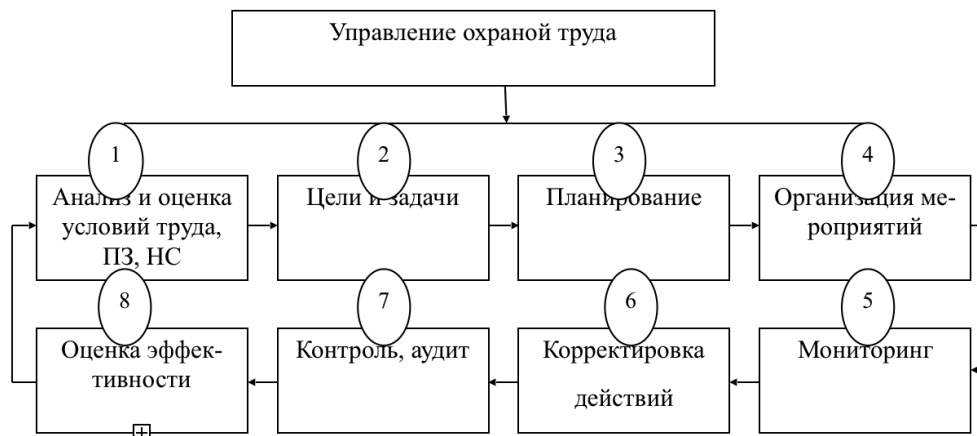 Управление охраной труда
1
2
3
4
Анализ и оценка
условий труда,
ПЗ, НС
Цели и задачи
Планирование
Организация ме-
роприятий
8
7
6
5
Оценка эффек-
тивности
Контроль, аудит
Корректировка
действий
Мониторинг